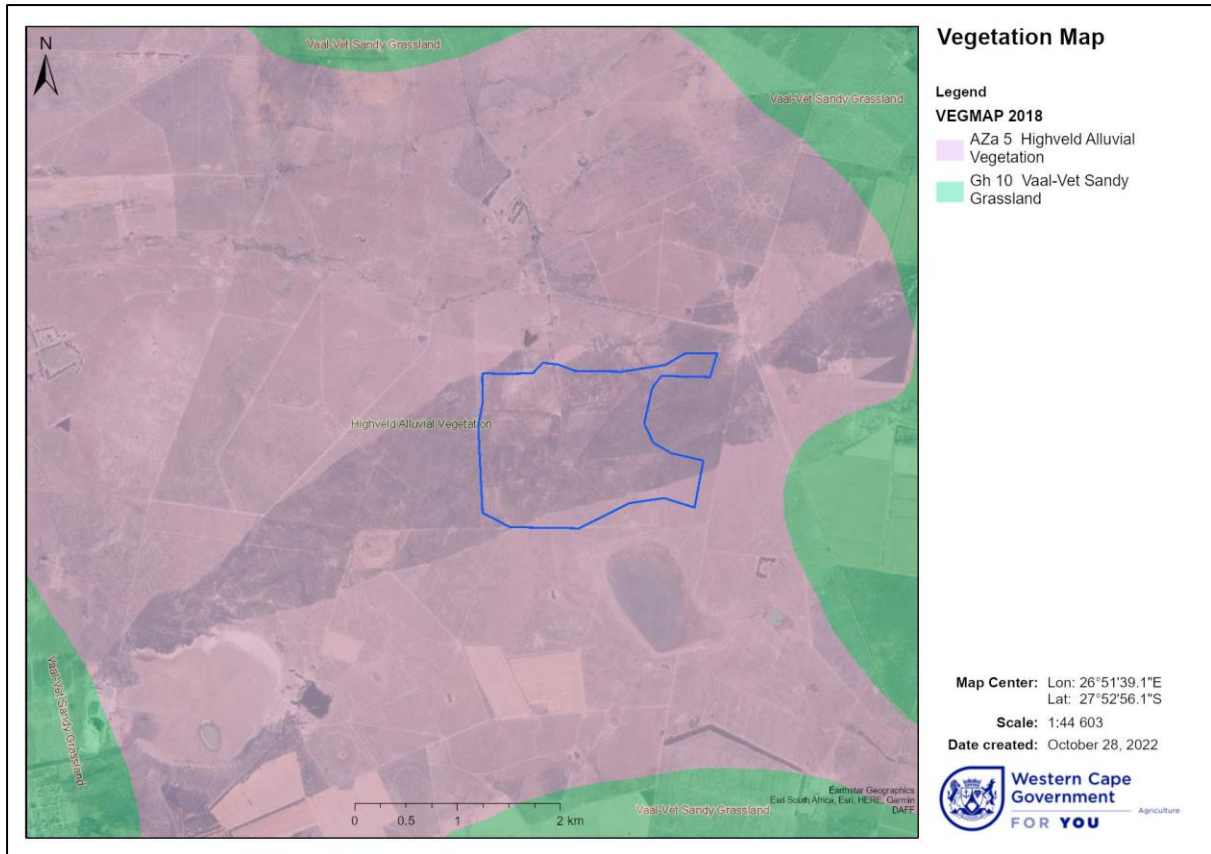 Vegetation Map
Legend
VEGMAP 2018
AZa 5 Highveld Alluvial
Vegetation
Gh 10 Vaal-Vet Sandy
Grassland
N
Vaal-Vet Sandy Grassland
Vaal-Vet Sandy Grassland
Highveld Alluvial Vegetation
Vaal-Vet Sandy Grassland
Vaal-Vet Sandy Grassland
0 0.5 1 2 km
Earthstar Geographics
Esri South Africa, Esri, HERE, Garmin
DAFF
Map Center: Lon: 26°51'39.1"E
Lat: 27°52'56.1"S
Scale: 1:44 603
Date created: October 28, 2022
Western Cape
Government
Agriculture
FOR YOU